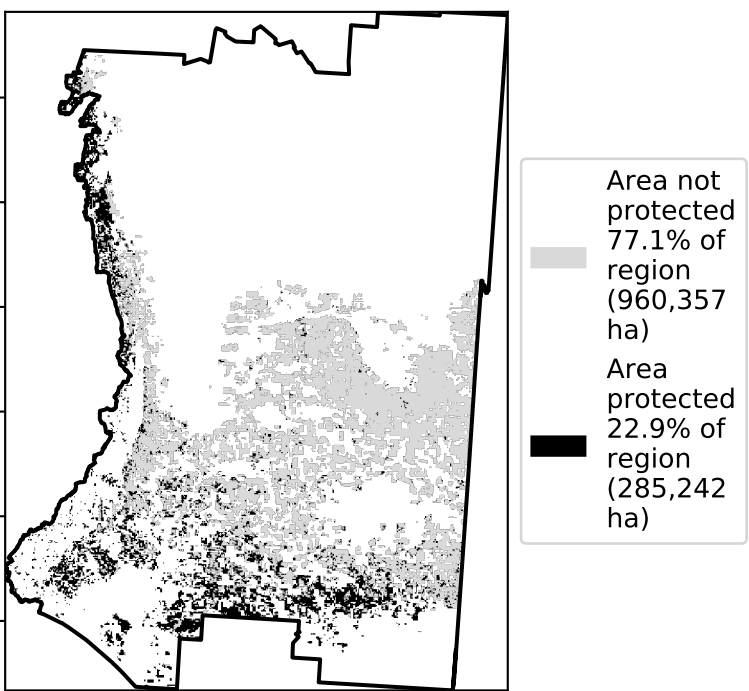 Area not
protected
77.1% of
region
(960,357
ha)
Area
protected
22.9% of
region
(285,242
ha)